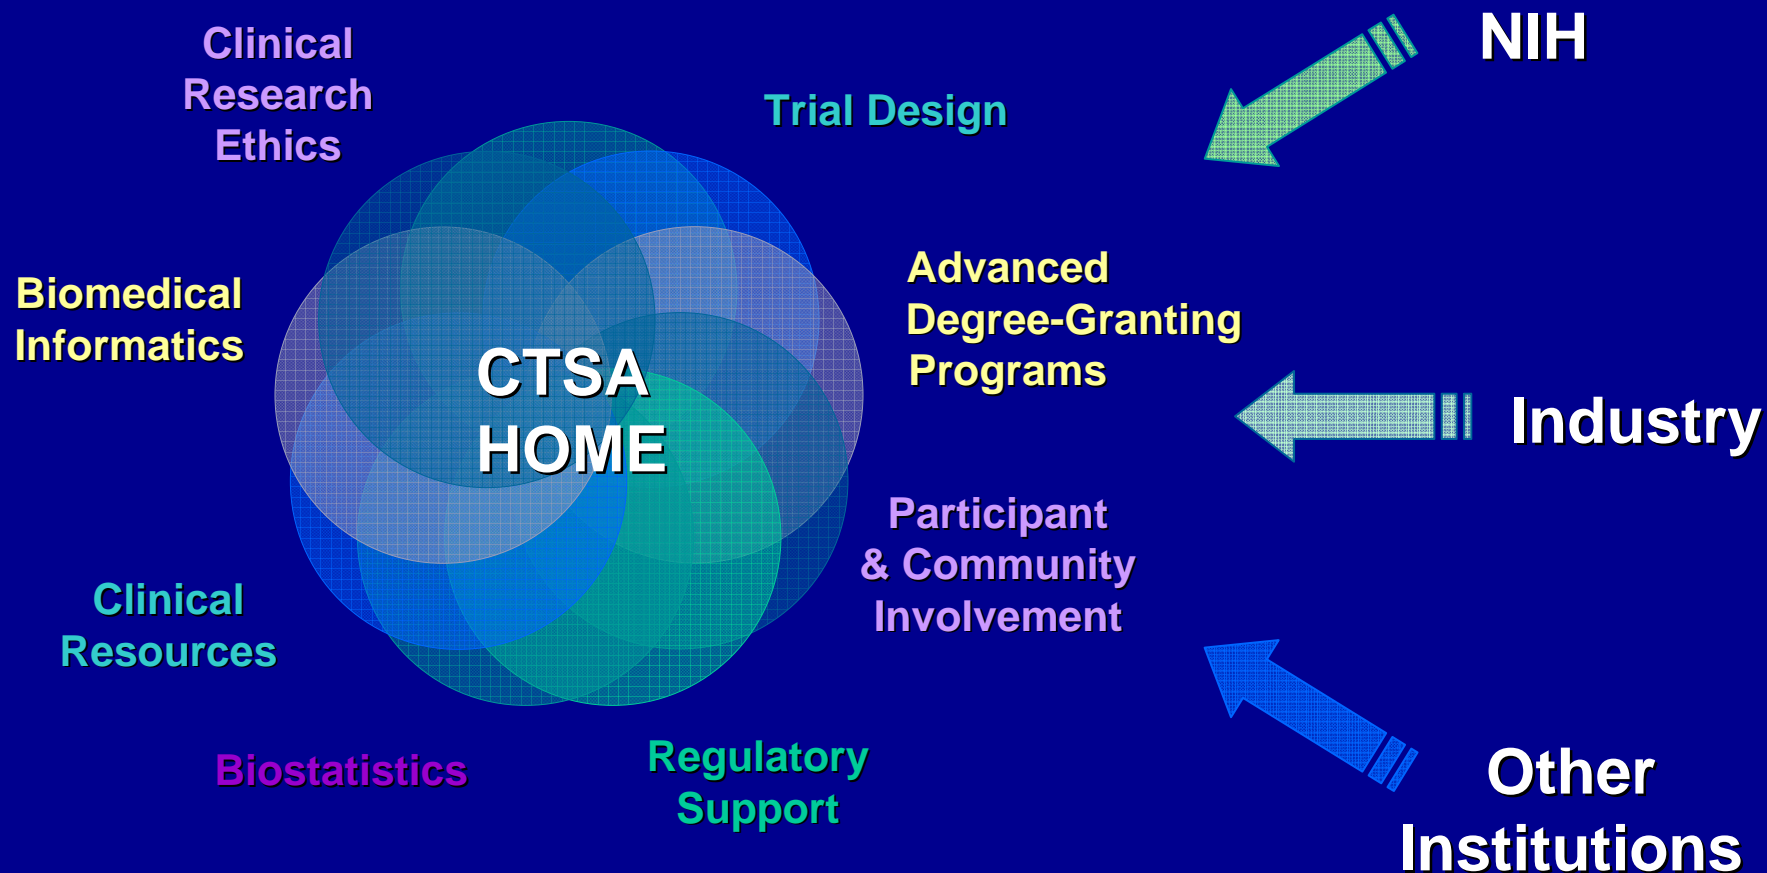 Clinical
Research
Ethics
Trial Design
NIH
Biomedical
Informatics
CTSA
HOME
Advanced
Degree-Granting
Programs
Industry
Participant
& Community
Involvement
Clinical
Resources
Biostatistics
Regulatory
Support
Other
Institutions